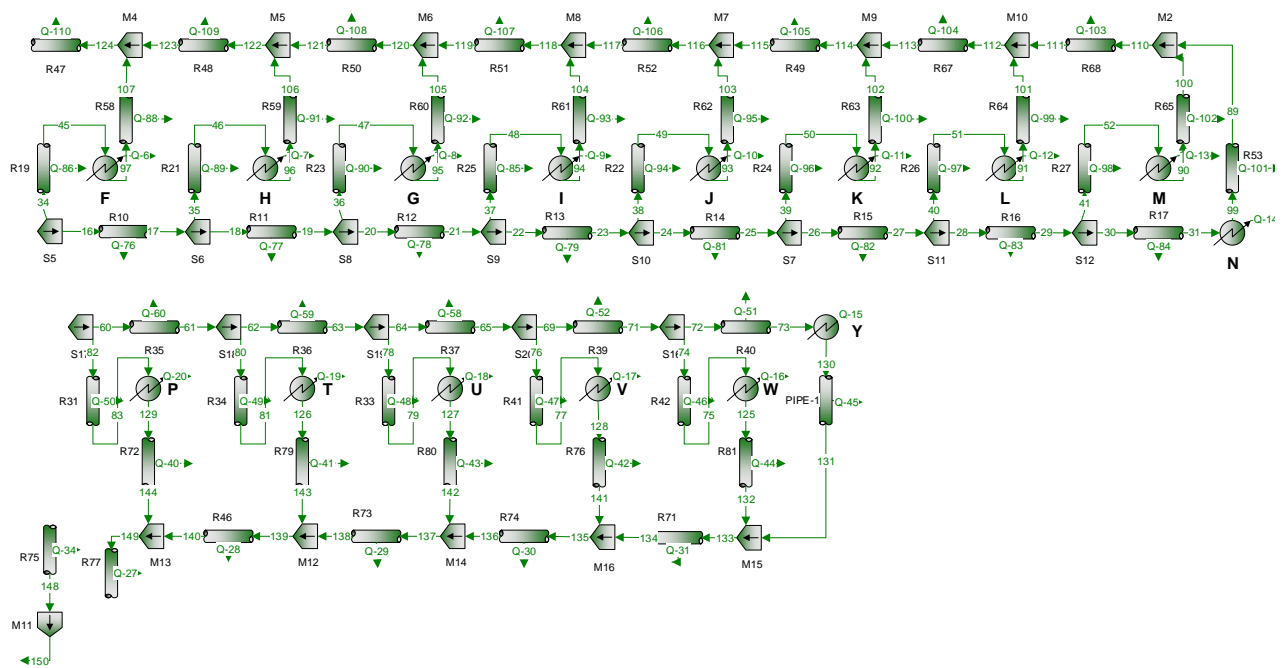 M4 M5 M6 M8 M7 M9 M10 M2
Q-110 Q-109 Q-108 Q-107 Q-106 Q-105 Q-104 Q-103
124 123 122 121 120 119 118 117 116 115 114 113 112 111 110
R47 R48 R50 R51 R52 R49 R67 R68
107 106 105 104 103 102 101 100
R58 R59 R60 R61 R62 R63 R64 R65 89
Q-88 Q-91 Q-92 Q-93 Q-95 Q-100 Q-99 Q-102
45 46 47 48 49 50 51 52
Q-6 Q-7 Q-8 Q-9 Q-10 Q-11 Q-12 Q-13 R53
R19 Q-86 R21 Q-89 R23 Q-90 R25 Q-85 R22 Q-94 R24 Q-96 R26 Q-97 R27 Q-98 Q-101
97 96 95 94 93 92 91 90
F H G I J K L M
34 35 36 37 38 39 40 41 99
R10 R11 R12 R13 R14 R15 R16 R17 Q-14
16 17 18 19 20 21 22 23 24 25 26 27 28 29 30 31
Q-76 Q-77 Q-78 Q-79 Q-81 Q-82 Q-83 Q-84
S5 S6 S8 S9 S10 S7 S11 S12 N
Q-60 Q-59 Q-58 Q-52 Q-51 Q-15
60 61 62 63 64 65 69 71 72 73 Y
R35 R36 R37 R39 R40
82 80 78 76 74 130
Q-20 Q-19 Q-18 Q-17 Q-16
P T U V W
R31 Q-50 R34 Q-49 R33 Q-48 R41 Q-47 R42 Q-46 PIPE-1 Q-45
83 129 81 126 79 127 77 128 75 125
R72 R79 R80 R76 R81
Q-40 Q-41 Q-43 Q-42 Q-44 131
144 143 142 141 132
R46 R73 R74 R71
149 140 139 138 137 136 135 134 133
R75 Q-34 R77 Q-27 M13 Q-28 M12 Q-29 M14 Q-30 M16 Q-31 M15
148
M11
150